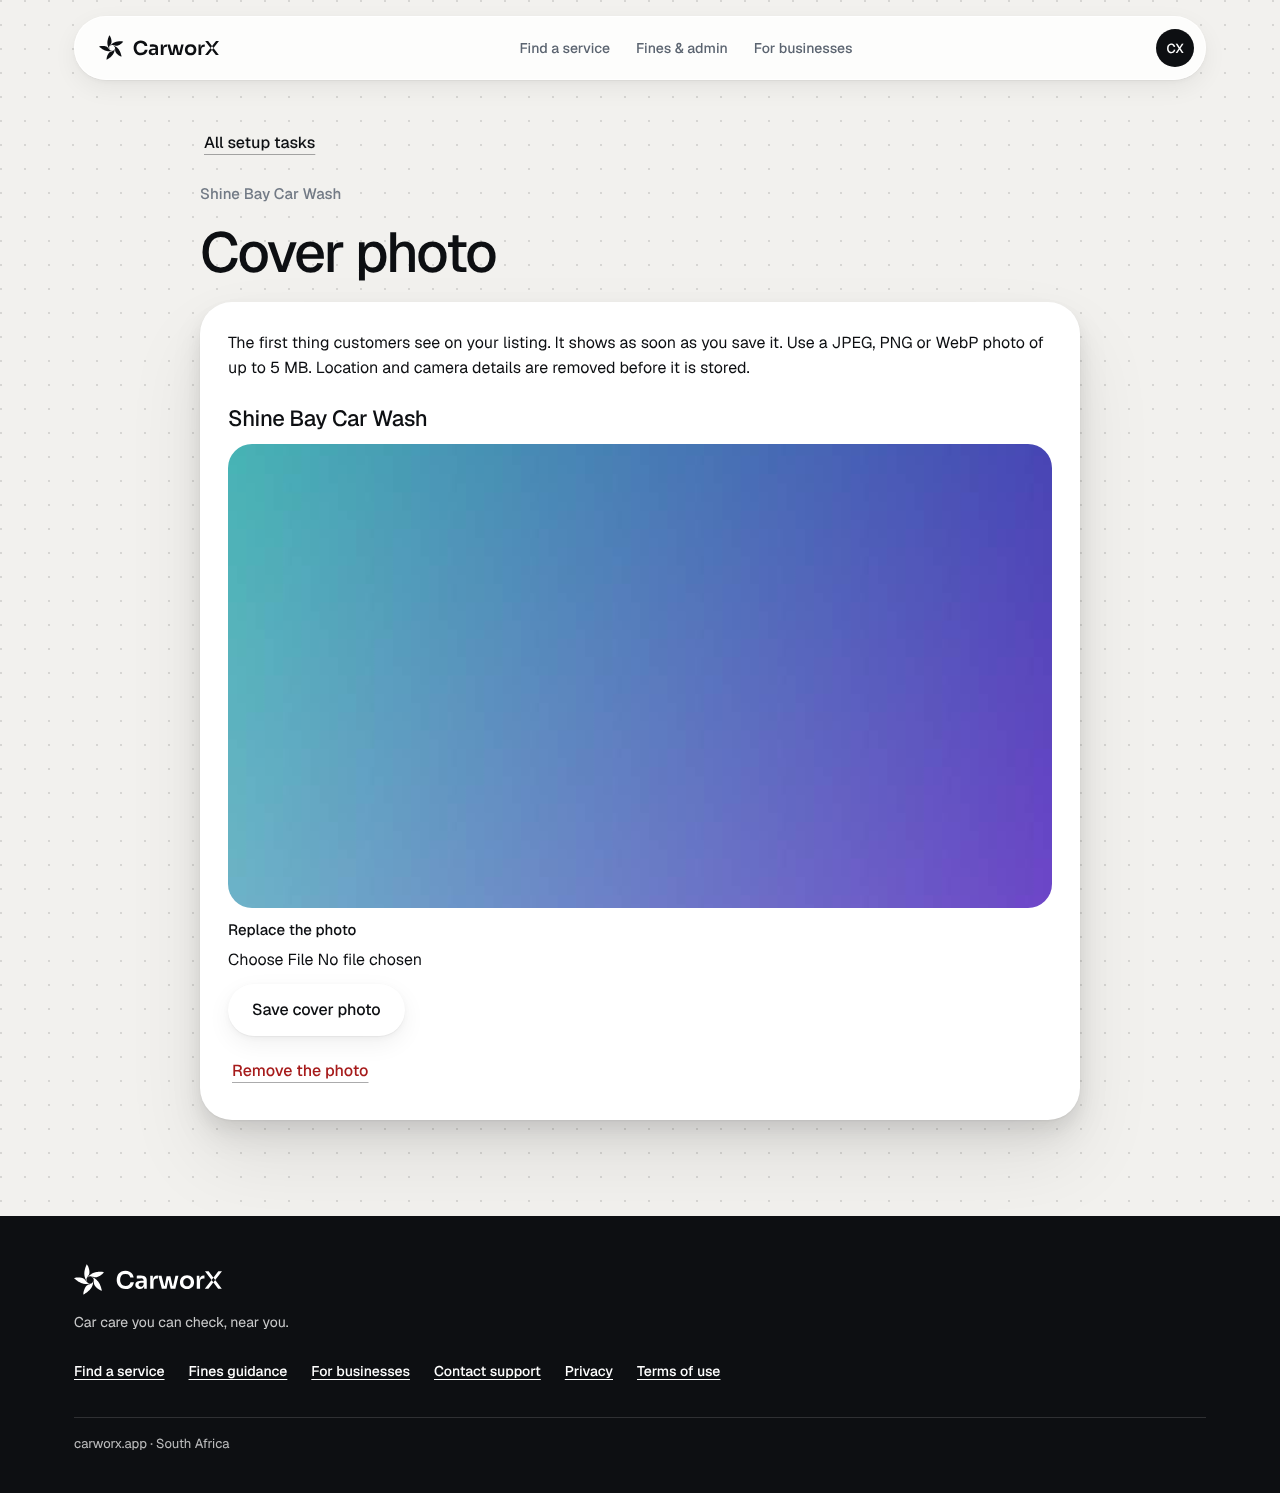 CarworX
Find a service
Fines & admin
For businesses
CX
All setup tasks
Shine Bay Car Wash
Cover photo
The first thing customers see on your listing. It shows as soon as you save it. Use a JPEG, PNG or WebP photo of
up to 5 MB. Location and camera details are removed before it is stored.
Shine Bay Car Wash
Replace the photo
Choose File No file chosen
Save cover photo
Remove the photo
CarworX
Car care you can check, near you.
Find a service
Fines guidance
For businesses
Contact support
Privacy
Terms of use
carworx.app · South Africa